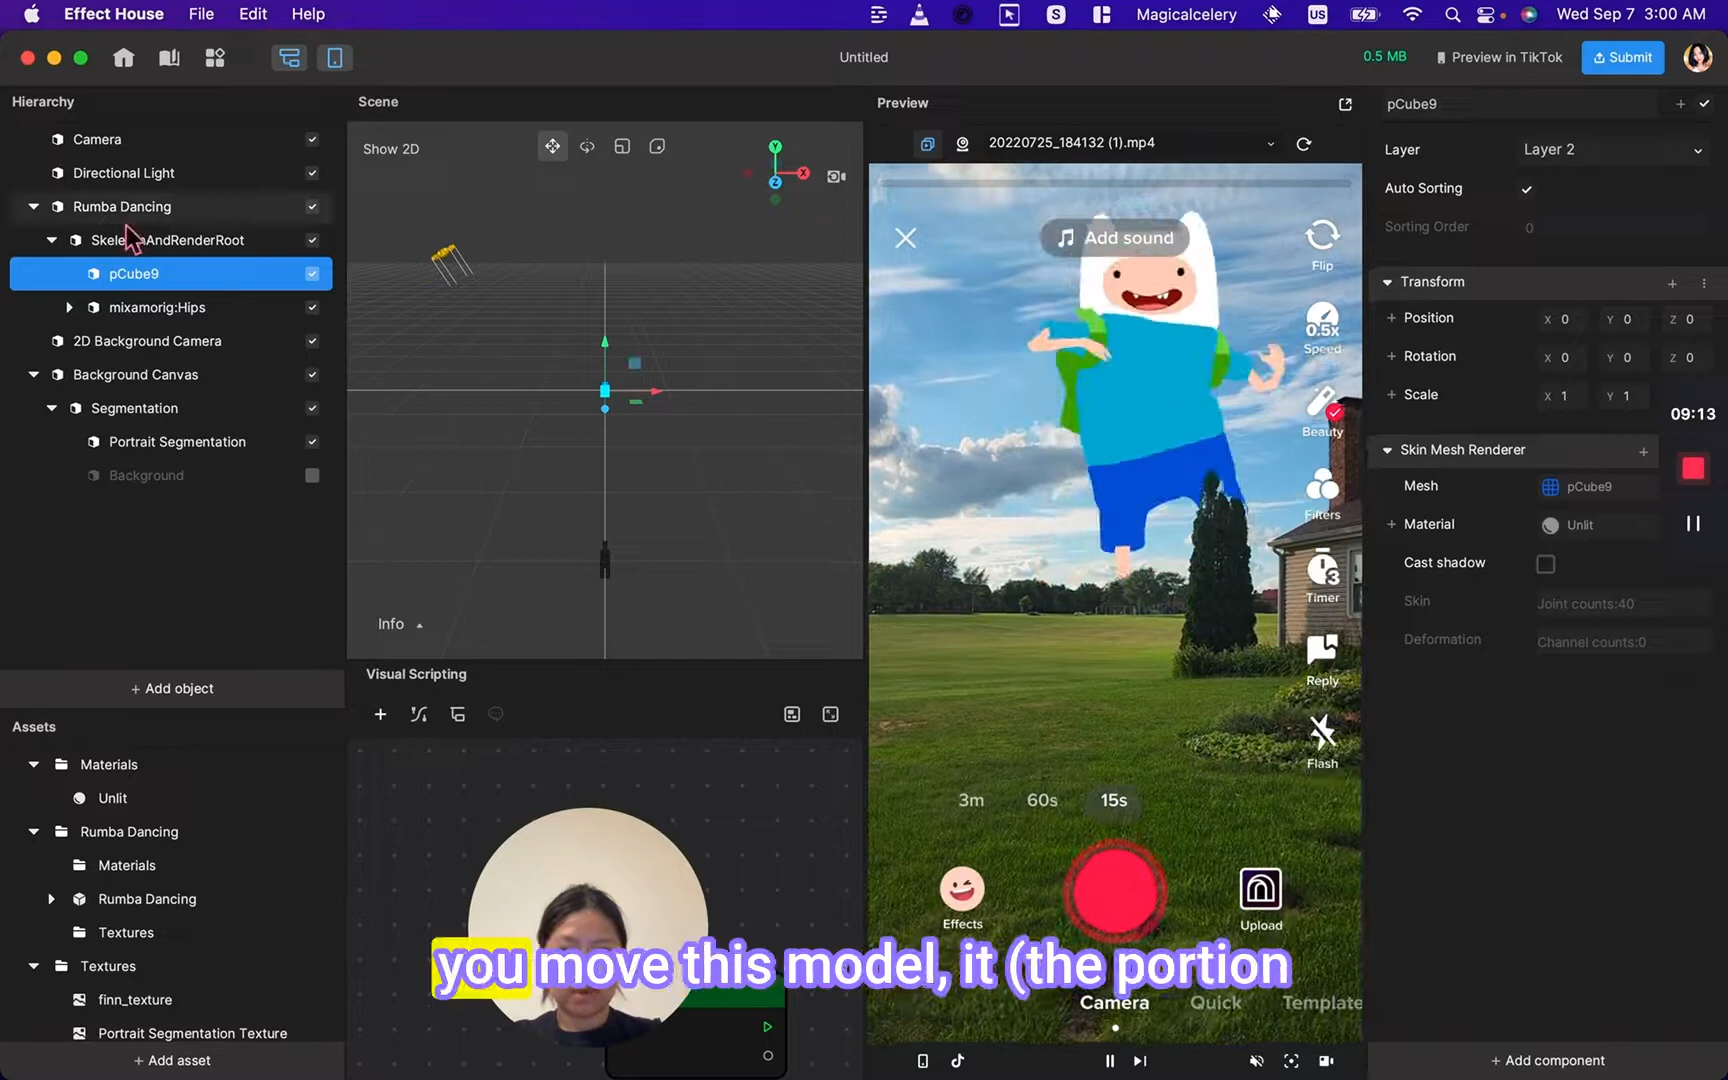 Effect House File Edit Help
S Magicalcelery US Wed Sep 7 3:00 AM
Untitled
0.5 MB Preview in TikTok Submit
Hierarchy
Camera
Directional Light
Rumba Dancing
SkeletonAndRenderRoot
pCube9
mixamorig:Hips
2D Background Camera
Background Canvas
Segmentation
Portrait Segmentation
Background
+ Add object
Assets
Materials
Unlit
Rumba Dancing
Materials
Rumba Dancing
Textures
Textures
finn_texture
Portrait Segmentation Texture
+ Add asset
Scene
Show 2D
Y
X
Z
Info
Visual Scripting
Preview
20220725_184132 (1).mp4
Add sound
Flip
0.5x
Speed
Beauty
Filters
3
Timer
Reply
Flash
3m 60s 15s
Effects
Upload
you move this model, it (the portion
Camera Quick Template
pCube9
Layer Layer 2
Auto Sorting
Sorting Order 0
Transform
Position X 0 Y 0 Z 0
Rotation X 0 Y 0 Z 0
Scale X 1 Y 1
09:13
Skin Mesh Renderer
Mesh pCube9
Material Unlit
Cast shadow
Skin Joint counts:40
Deformation Channel counts:0
+ Add component